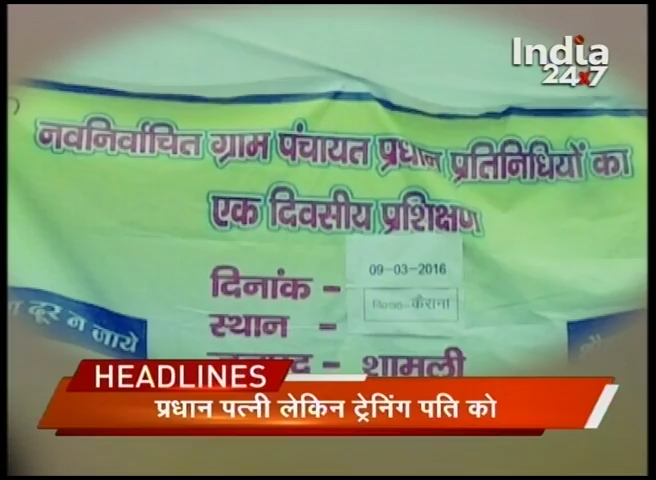 India
24x7
नवनिर्वाचित ग्राम पंचायत प्रधान प्रतिनिधियों का
एक दिवसीय प्रशिक्षण
दिनांक - 09-03-2016
स्थान - कैराना
दूर न जाये
- शामली
HEADLINES
प्रधान पत्नी लेकिन ट्रेनिंग पति को